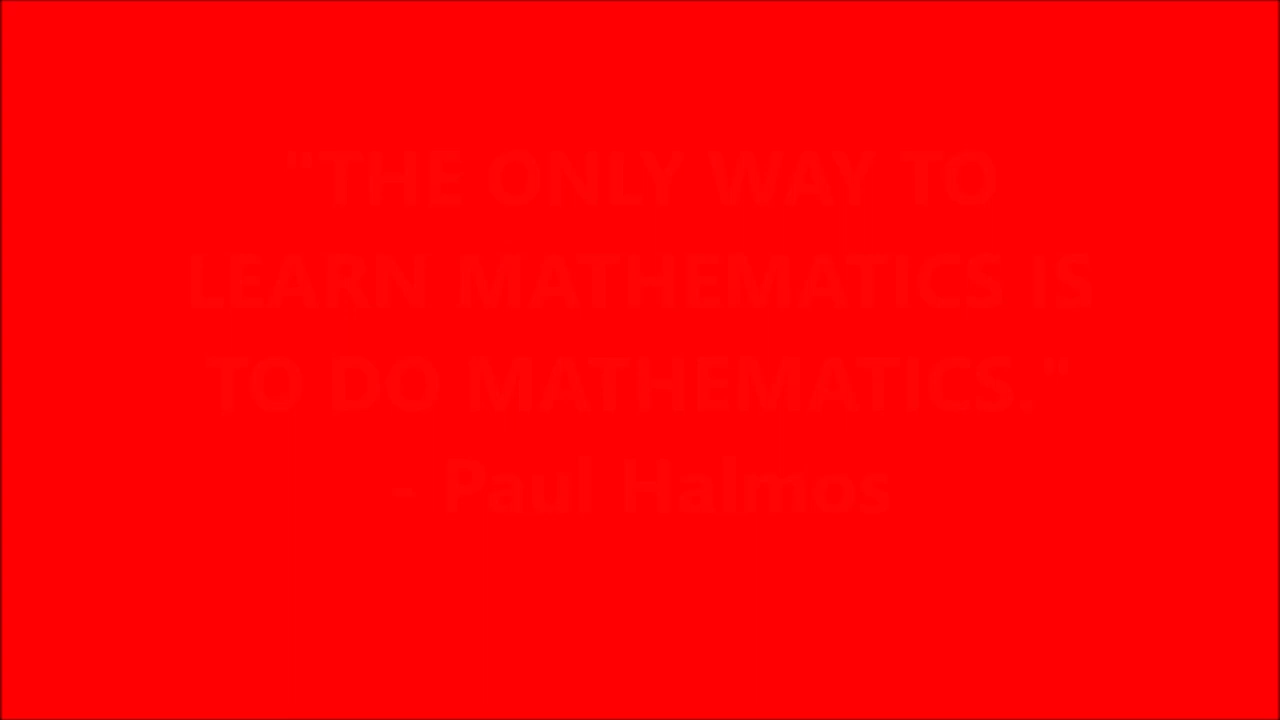 "THE ONLY WAY TO
LEARN MATHEMATICS IS
TO DO MATHEMATICS."
- Paul Halmos